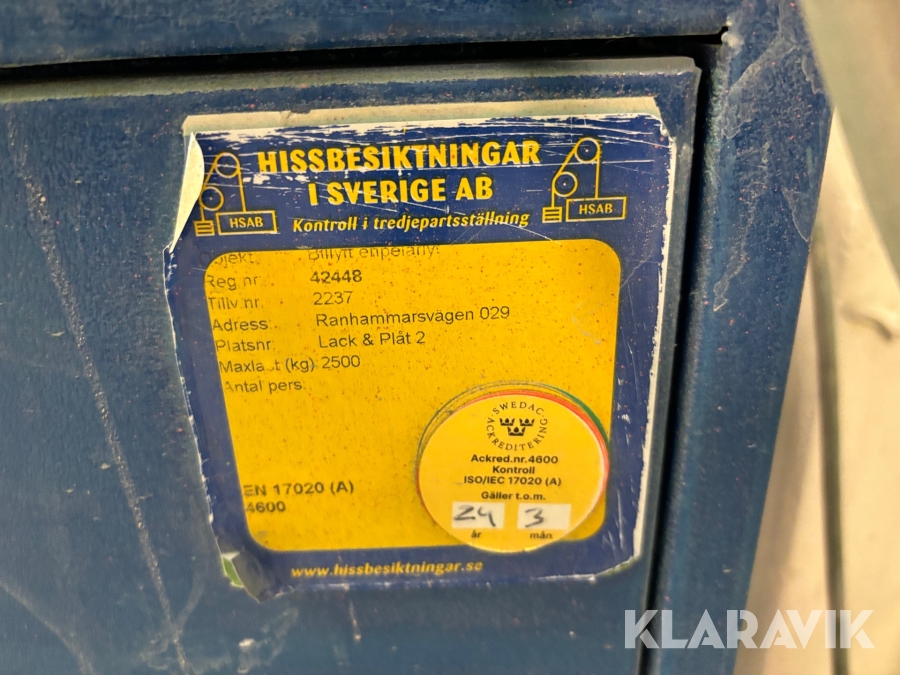 HISSBESIKTNINGAR
I SVERIGE AB
HSAB
HSAB
Kontroll i tredjepartsställning
Reg nr. 42448
Tillv.nr. 2237
Adress: Ranhammarsvägen 029
Platsnr: Lack & Plåt 2
Maxlast (kg) 2500
Antal pers:
SWEDAC
ACKREDITERING
Ackred.nr.4600
Kontroll
ISO/IEC 17020 (A)
Gäller t.o.m.
24 3
år mån
EN 17020 (A)
4600
www.hissbesiktningar.se
KLARAVIK